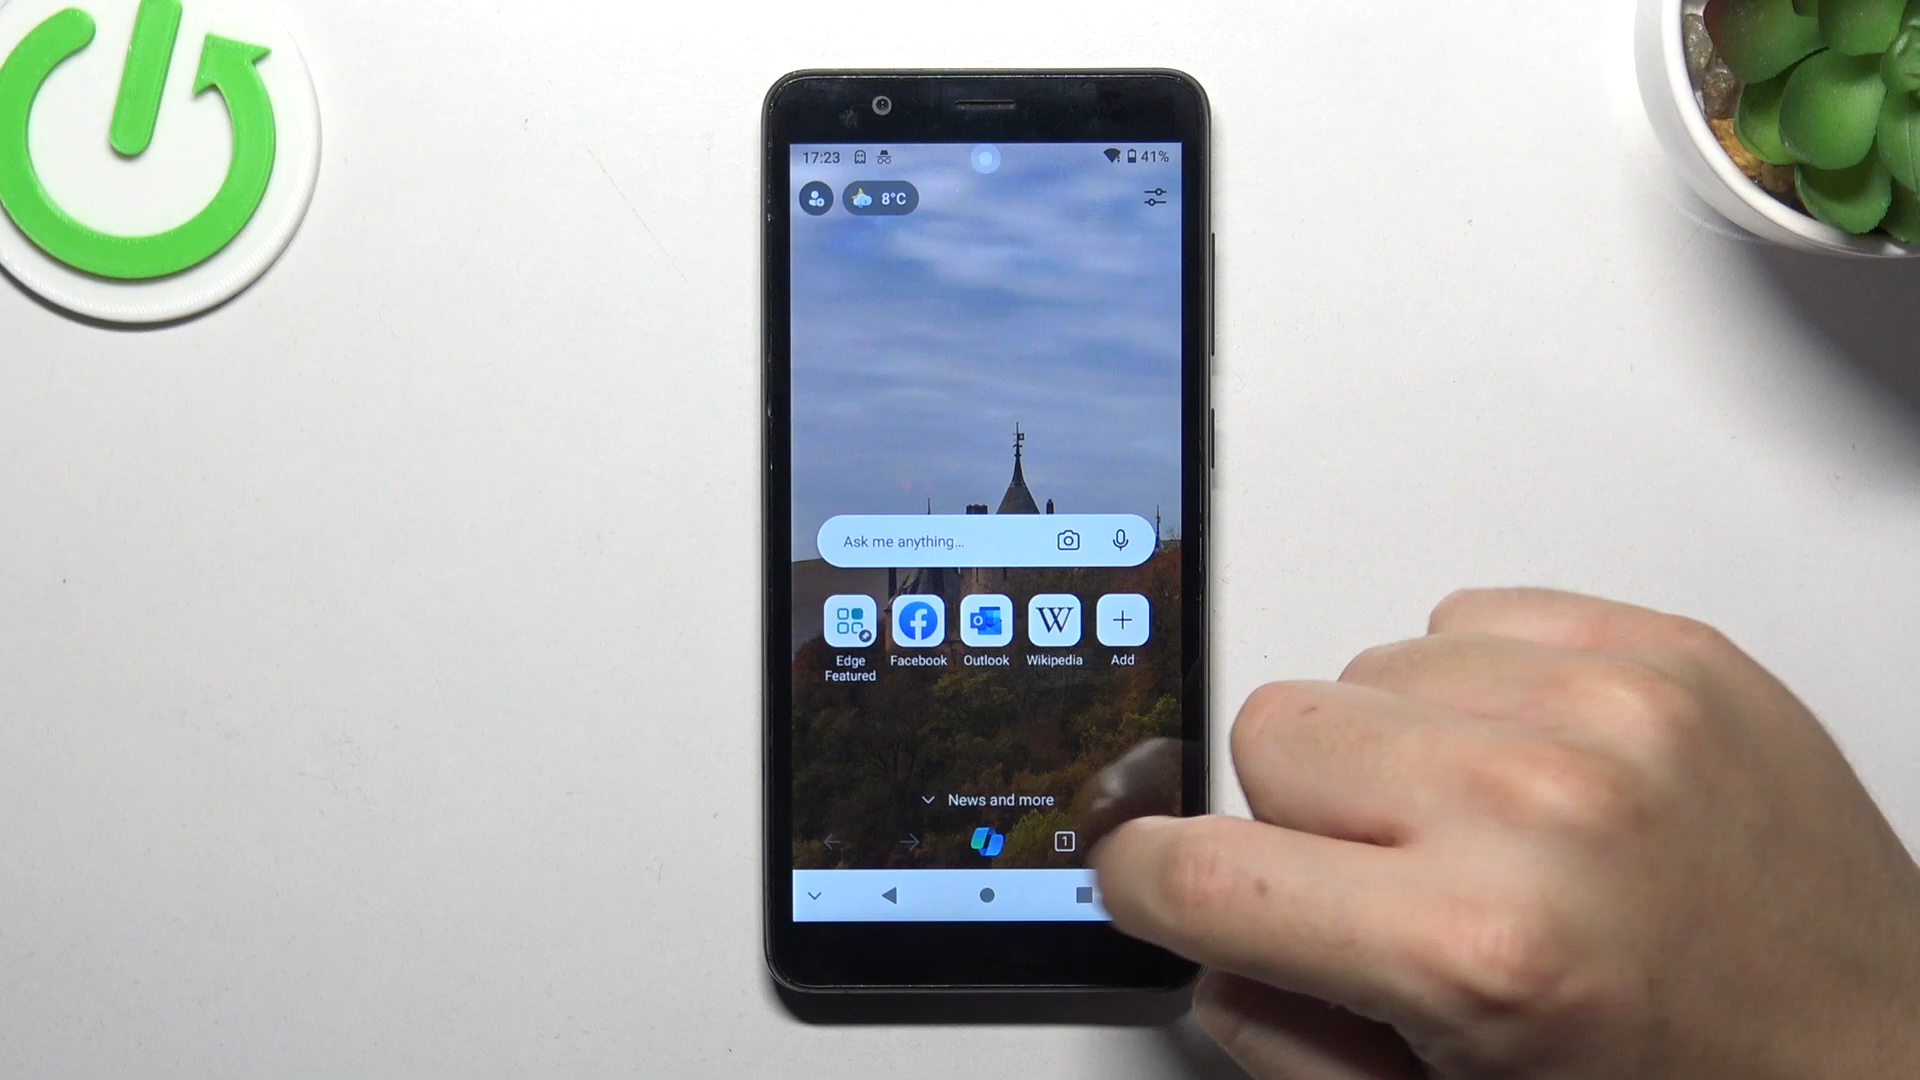 17:23
41%
8°C
Ask me anything...
Edge
Featured
Facebook
Outlook
Wikipedia
Add
News and more
1